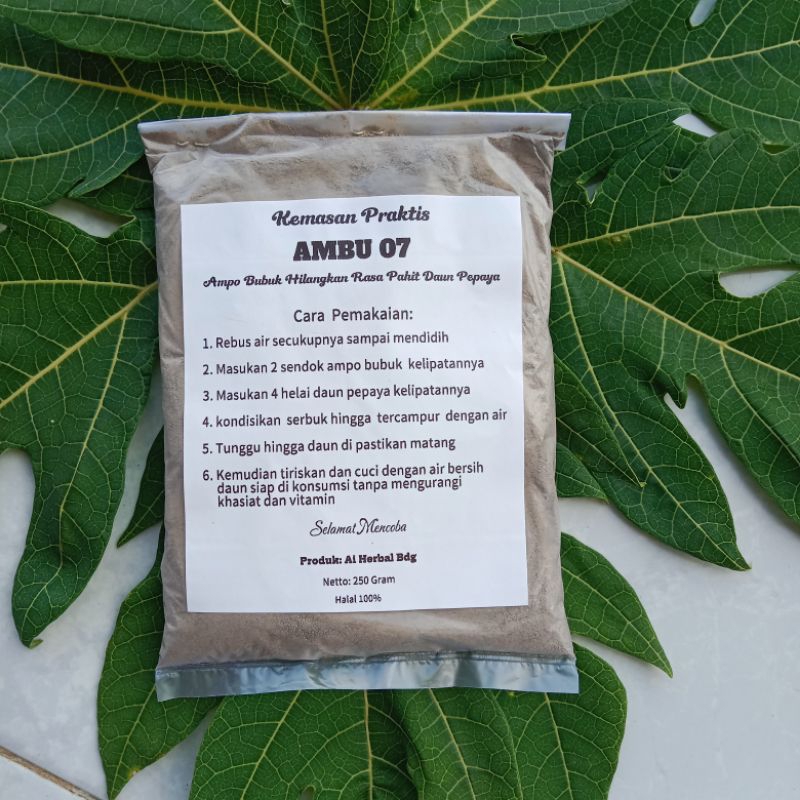 Kemasan Praktis
AMBU 07
Ampo Bubuk Hilangkan Rasa Pahit Daun Pepaya
Cara Pemakaian:
1. Rebus air secukupnya sampai mendidih
2. Masukan 2 sendok ampo bubuk kelipatannya
3. Masukan 4 helai daun pepaya kelipatannya
4. kondisikan serbuk hingga tercampur dengan air
5. Tunggu hingga daun di pastikan matang
6. Kemudian tiriskan dan cuci dengan air bersih
daun siap di konsumsi tanpa mengurangi
khasiat dan vitamin
Selamat Mencoba
Produk: Al Herbal Bdg
Netto: 250 Gram
Halal 100%